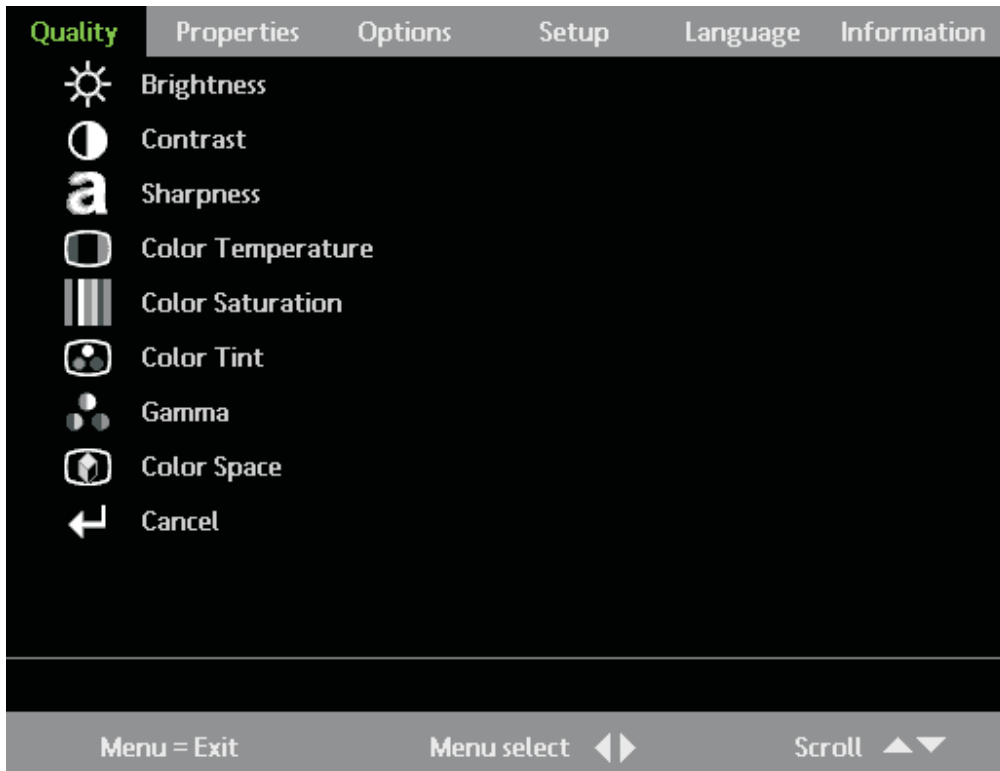 Quality Properties Options Setup Language Information
Brightness
Contrast
Sharpness
Color Temperature
Color Saturation
Color Tint
Gamma
Color Space
Cancel
Menu = Exit Menu select Scroll